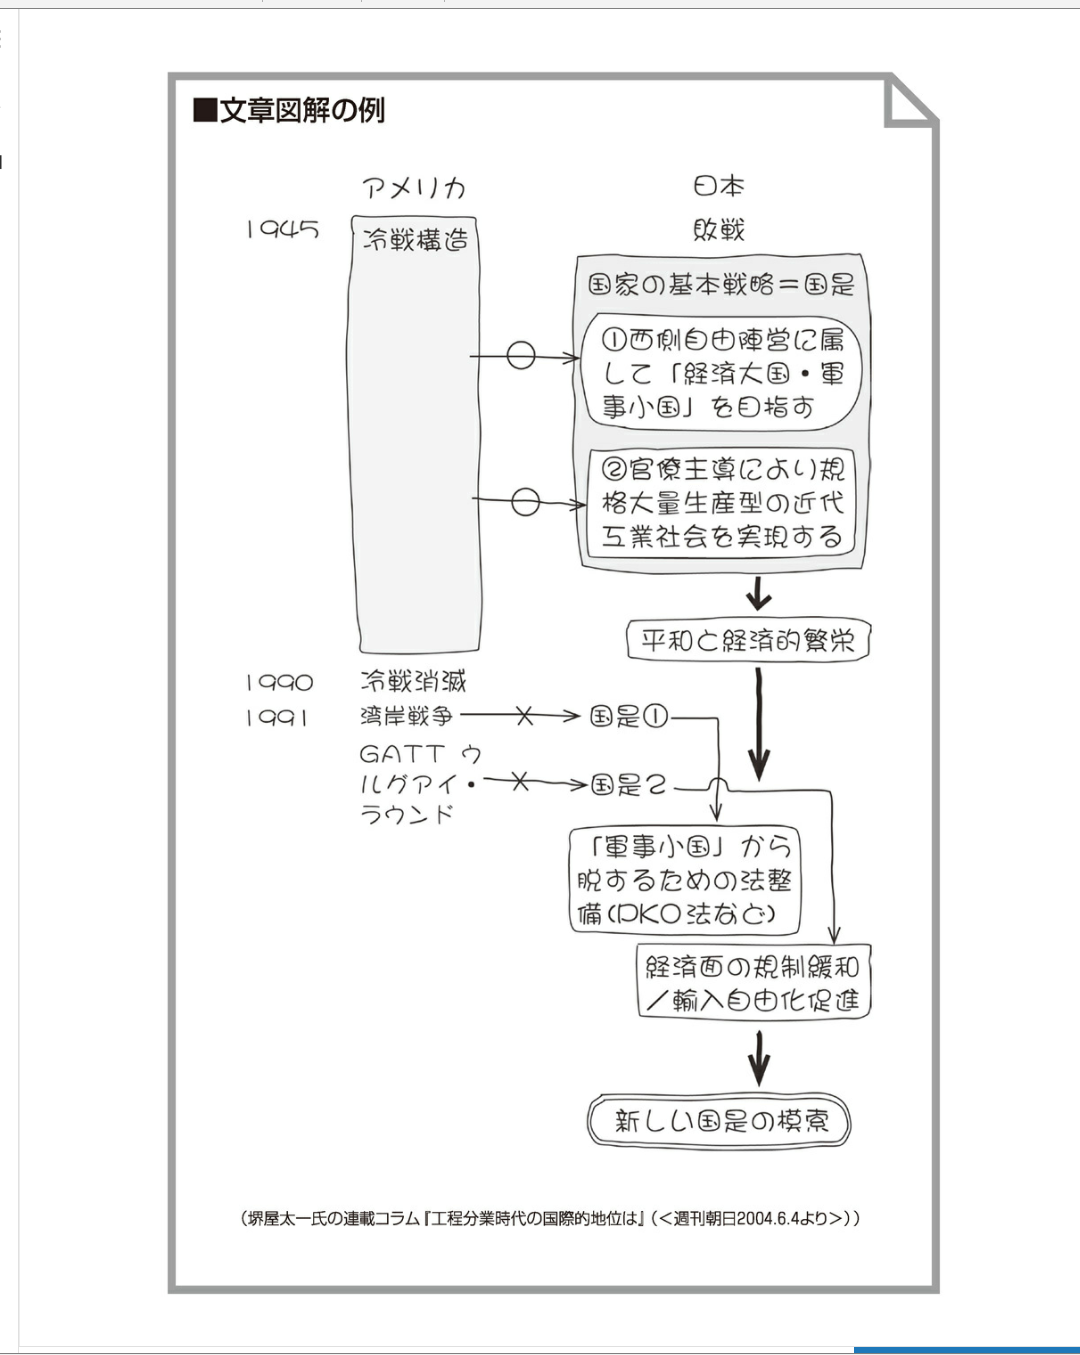 ■文章図解の例
アメリカ
日本
1945
冷戦構造
敗戦
国家の基本戦略＝国是
①西側自由陣営に属
して「経済大国・軍
事小国」を目指す
②官僚主導により規
格大量生産型の近代
工業社会を実現する
平和と経済的繁栄
1990
冷戦消滅
1991
湾岸戦争
国是①
GATT ウ
ルグアイ・
ラウンド
国是2
「軍事小国」から
脱するための法整
備(PKO法など)
経済面の規制緩和
／輸入自由化促進
新しい国是の模索
（堺屋太一氏の連載コラム『工程分業時代の国際的地位は』（＜週刊朝日2004.6.4より＞））